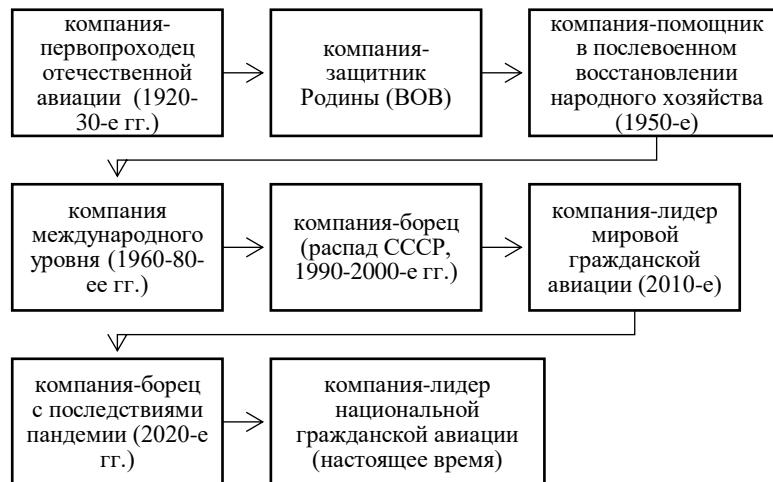 компания-
первопроходец
отечественной
авиации (1920-
30-е гг.)
компания-
защитник
Родины (ВОВ)
компания-помощник
в послевоенном
восстановлении
народного хозяйства
(1950-е)
компания
международного
уровня (1960-80-
ее гг.)
компания-борец
(распад СССР,
1990-2000-е гг.)
компания-лидер
мировой
гражданской
авиации (2010-е)
компания-борец
с последствиями
пандемии (2020-е
гг.)
компания-лидер
национальной
гражданской авиации
(настоящее время)